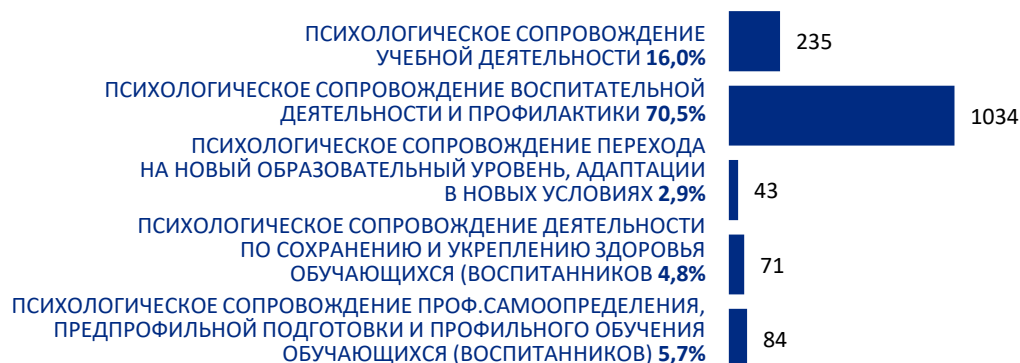 ПСИХОЛОГИЧЕСКОЕ СОПРОВОЖДЕНИЕ
УЧЕБНОЙ ДЕЯТЕЛЬНОСТИ 16,0%
235
ПСИХОЛОГИЧЕСКОЕ СОПРОВОЖДЕНИЕ ВОСПИТАТЕЛЬНОЙ
ДЕЯТЕЛЬНОСТИ И ПРОФИЛАКТИКИ 70,5%
1034
ПСИХОЛОГИЧЕСКОЕ СОПРОВОЖДЕНИЕ ПЕРЕХОДА
НА НОВЫЙ ОБРАЗОВАТЕЛЬНЫЙ УРОВЕНЬ, АДАПТАЦИИ
В НОВЫХ УСЛОВИЯХ 2,9%
43
ПСИХОЛОГИЧЕСКОЕ СОПРОВОЖДЕНИЕ ДЕЯТЕЛЬНОСТИ
ПО СОХРАНЕНИЮ И УКРЕПЛЕНИЮ ЗДОРОВЬЯ
ОБУЧАЮЩИХСЯ (ВОСПИТАННИКОВ 4,8%
71
ПСИХОЛОГИЧЕСКОЕ СОПРОВОЖДЕНИЕ ПРОФ.САМООПРЕДЕЛЕНИЯ,
ПРЕДПРОФИЛЬНОЙ ПОДГОТОВКИ И ПРОФИЛЬНОГО ОБУЧЕНИЯ
ОБУЧАЮЩИХСЯ (ВОСПИТАННИКОВ) 5,7%
84